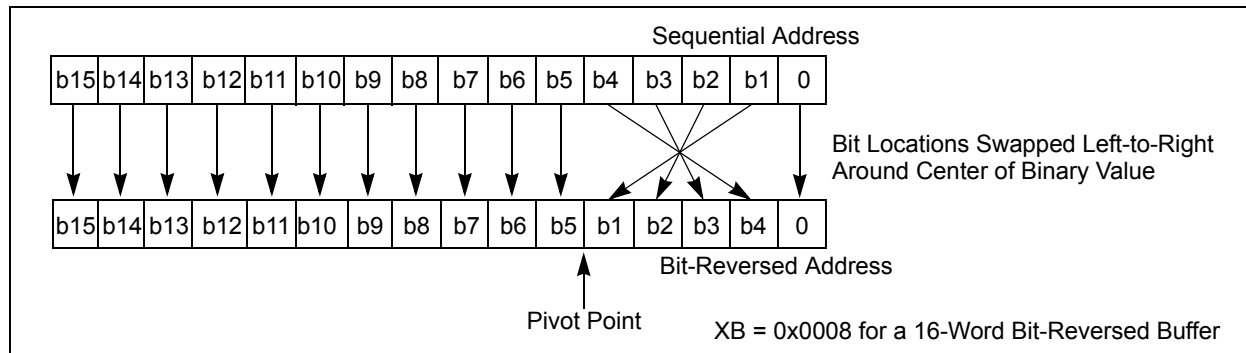 Sequential Address
b15 b14 b13 b12 b11 b10 b9 b8 b7 b6 b5 b4 b3 b2 b1 0
Bit Locations Swapped Left-to-Right
Around Center of Binary Value
b15 b14 b13 b12 b11 b10 b9 b8 b7 b6 b5 b1 b2 b3 b4 0
Bit-Reversed Address
Pivot Point
XB = 0x0008 for a 16-Word Bit-Reversed Buffer